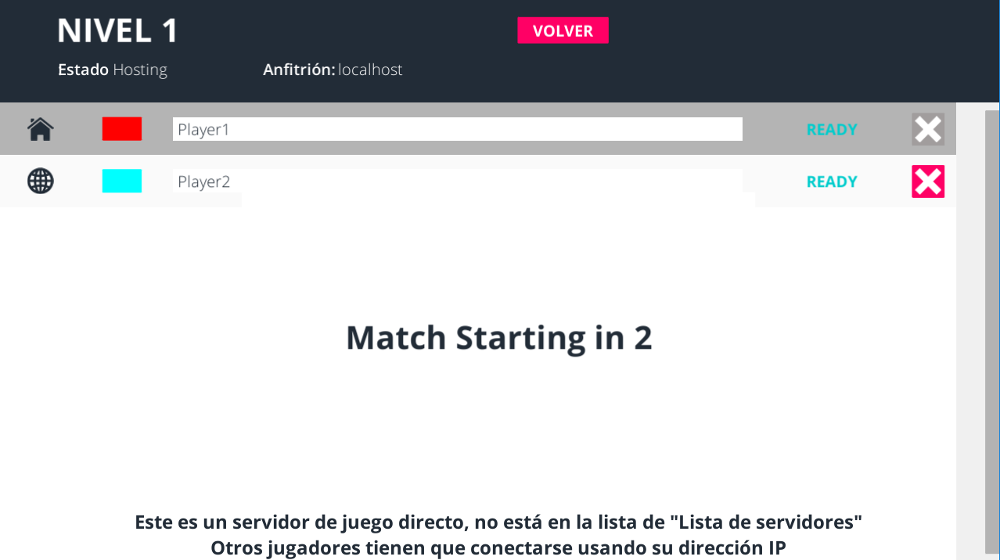 NIVEL 1
VOLVER
Estado Hosting
Anfitrión: localhost
Player1
READY
Player2
READY
Match Starting in 2
Este es un servidor de juego directo, no está en la lista de "Lista de servidores"
Otros jugadores tienen que conectarse usando su dirección IP